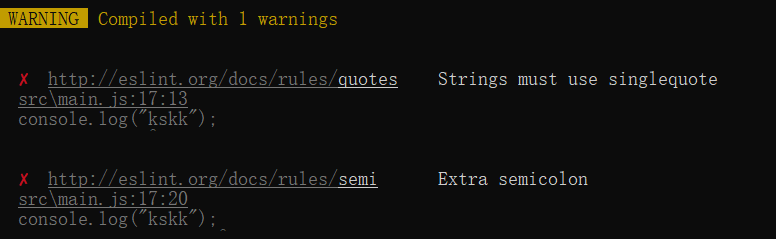 WARNING Compiled with 1 warnings
✗ http://eslint.org/docs/rules/quotes Strings must use singlequote
src\main.js:17:13
console.log("kskk");
^
✗ http://eslint.org/docs/rules/semi Extra semicolon
src\main.js:17:20
console.log("kskk");
^